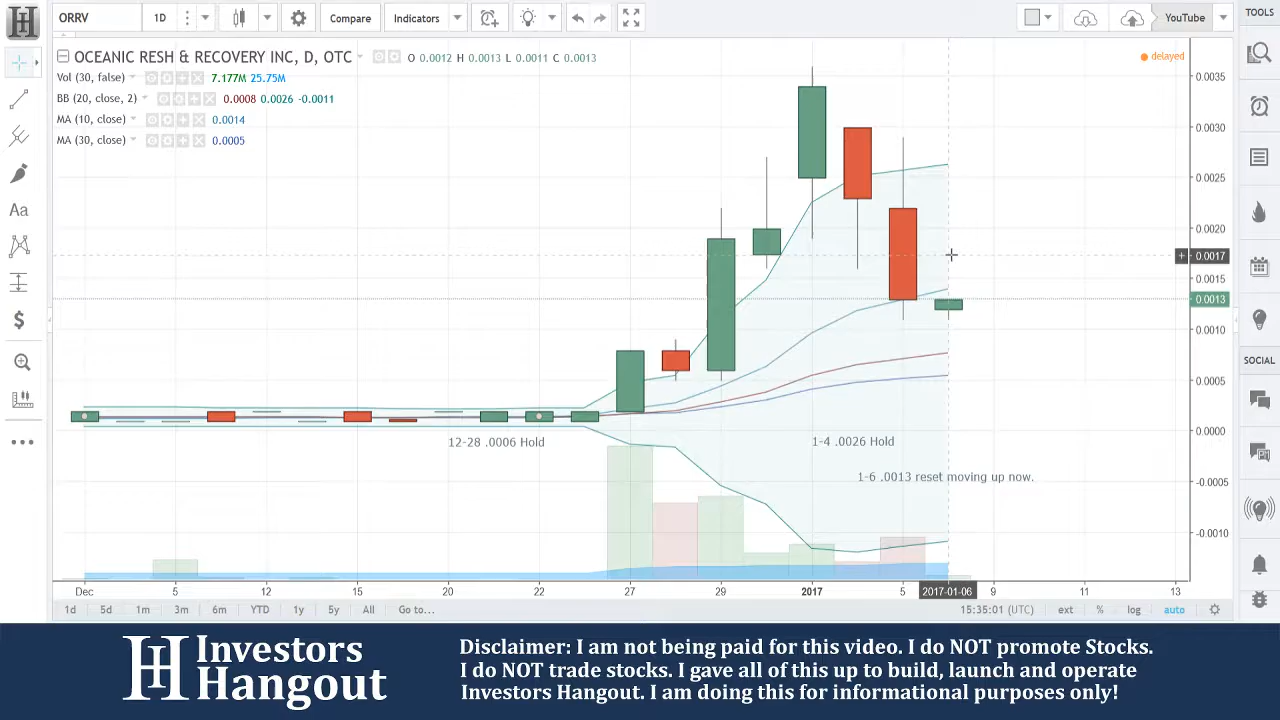 ORRV 1D Compare Indicators YouTube TOOLS
OCEANIC RESH & RECOVERY INC, D, OTC O 0.0012 H 0.0013 L 0.0011 C 0.0013
delayed
Vol (30, false) 7.177M 25.75M
BB (20, close, 2) 0.0008 0.0026 -0.0011
MA (10, close) 0.0014
MA (30, close) 0.0005
0.0035
0.0030
0.0025
0.0020
+ 0.0017
0.0015
0.0013
0.0010
0.0005
0.0000
-0.0005
-0.0010
Aa
$
SOCIAL
12-28 .0006 Hold
1-4 .0026 Hold
1-6 .0013 reset moving up now.
Dec 5 12 15 20 22 27 29 2017 5 2017-01-06 9 11 13
1d 5d 1m 3m 6m YTD 1y 5y All Go to... 15:35:01 (UTC) ext % log auto
H Investors Hangout
Disclaimer: I am not being paid for this video. I do NOT promote Stocks.
I do NOT trade stocks. I gave all of this up to build, launch and operate
Investors Hangout. I am doing this for informational purposes only!